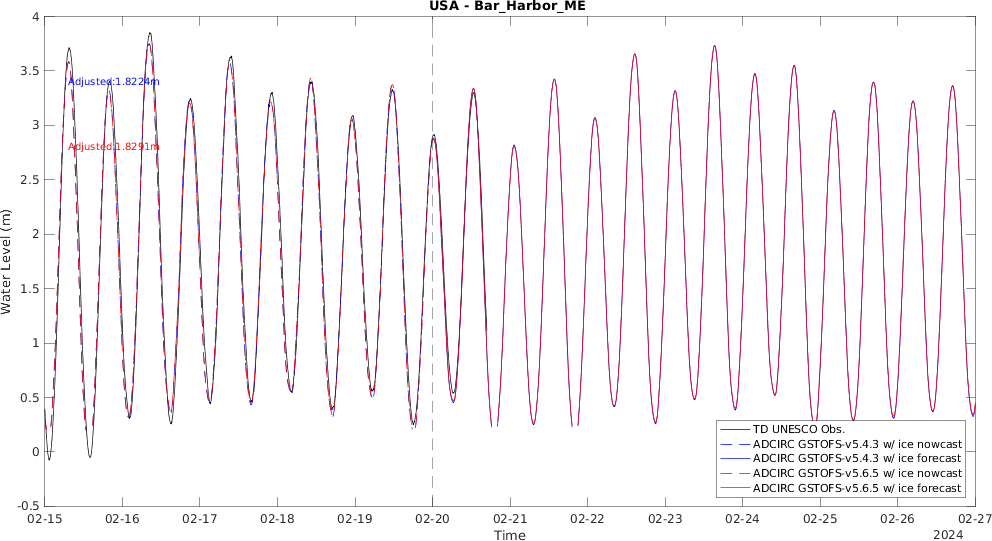 USA - Bar_Harbor_ME
4
3.5
3
2.5
2
1.5
1
0.5
0
-0.5
Water Level (m)
Adjusted:1.8224m
Adjusted:1.8291m
TD UNESCO Obs.
ADCIRC GSTOFS-v5.4.3 w/ ice nowcast
ADCIRC GSTOFS-v5.4.3 w/ ice forecast
ADCIRC GSTOFS-v5.6.5 w/ ice nowcast
ADCIRC GSTOFS-v5.6.5 w/ ice forecast
02-15 02-16 02-17 02-18 02-19 02-20 02-21 02-22 02-23 02-24 02-25 02-26 02-27
Time
2024